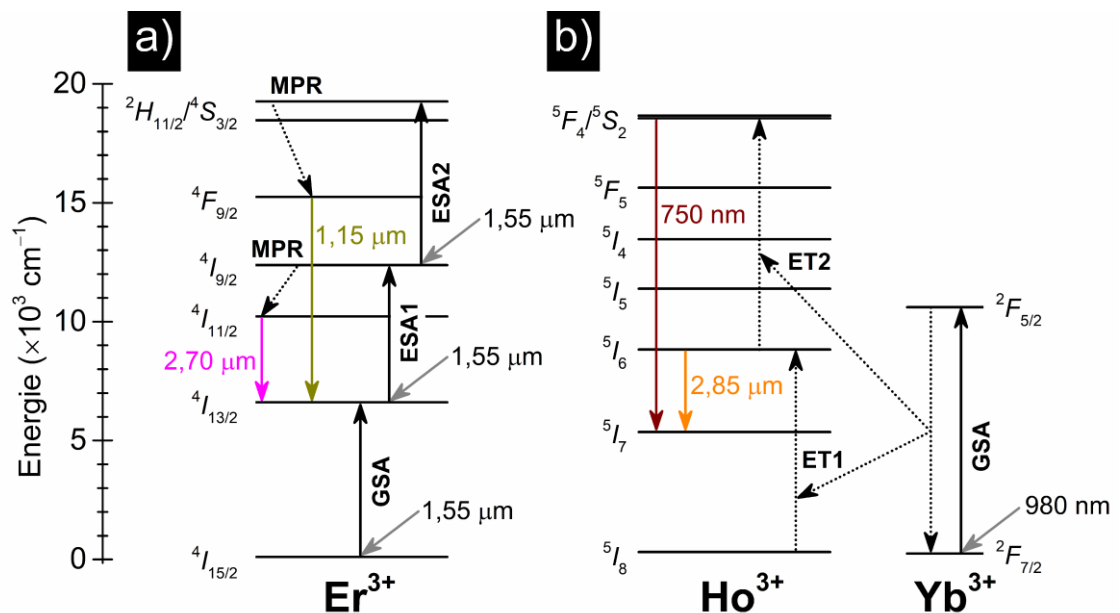 a)
Energie (×10³ cm⁻¹)
20
15
10
5
0
²H₁₁/₂/⁴S₃/₂
⁴F₉/₂
⁴I₉/₂
⁴I₁₁/₂
⁴I₁₃/₂
⁴I₁₅/₂
MPR
MPR
1,15 µm
2,70 µm
ESA2
1,55 µm
ESA1
1,55 µm
GSA
1,55 µm
Er³⁺
b)
⁵F₄/⁵S₂
⁵F₅
⁵I₄
⁵I₅
⁵I₆
⁵I₇
⁵I₈
750 nm
2,85 µm
ET2
ET1
²F₅/₂
GSA
980 nm
²F₇/₂
Ho³⁺
Yb³⁺